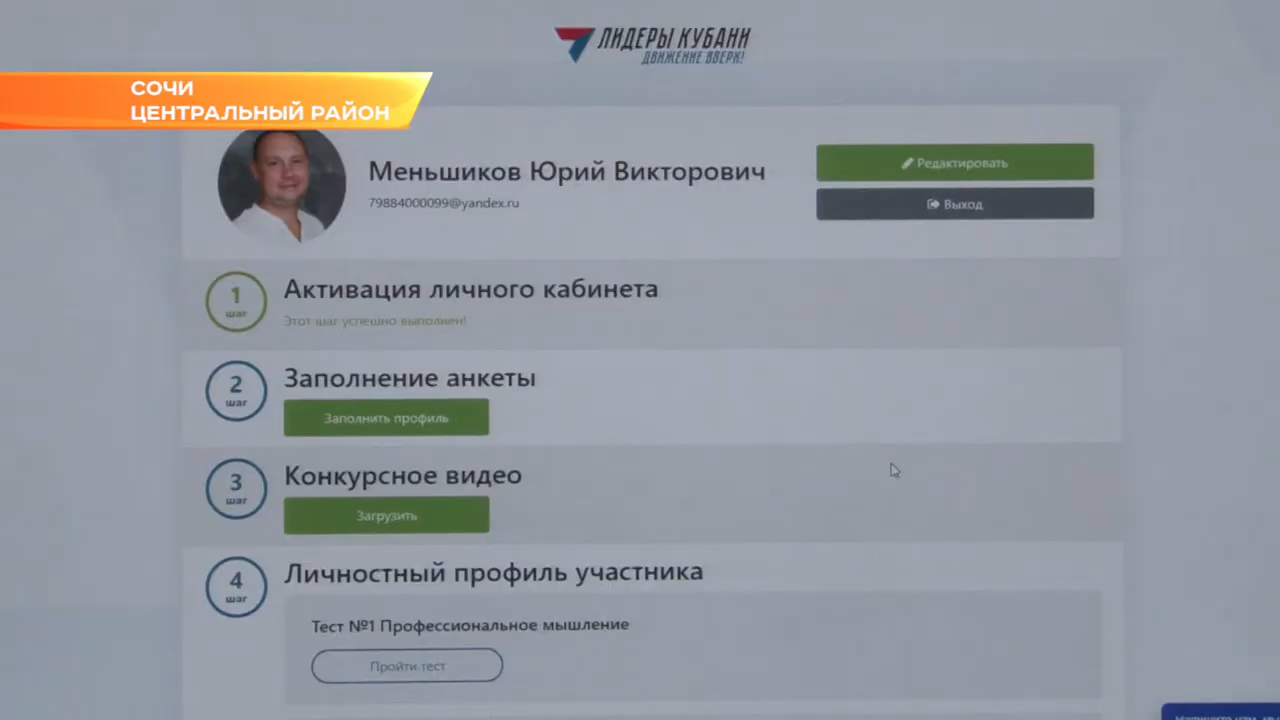 ЛИДЕРЫ КУБАНИ
ДВИЖЕНИЕ ВВЕРХ!
СОЧИ
ЦЕНТРАЛЬНЫЙ РАЙОН
Меньшиков Юрий Викторович
79884000099@yandex.ru
Редактировать
Выход
1
шаг
Активация личного кабинета
Этот шаг успешно выполнен!
2
шаг
Заполнение анкеты
Заполнить профиль
3
шаг
Конкурсное видео
Загрузить
4
шаг
Личностный профиль участника
Тест №1 Профессиональное мышление
Пройти тест